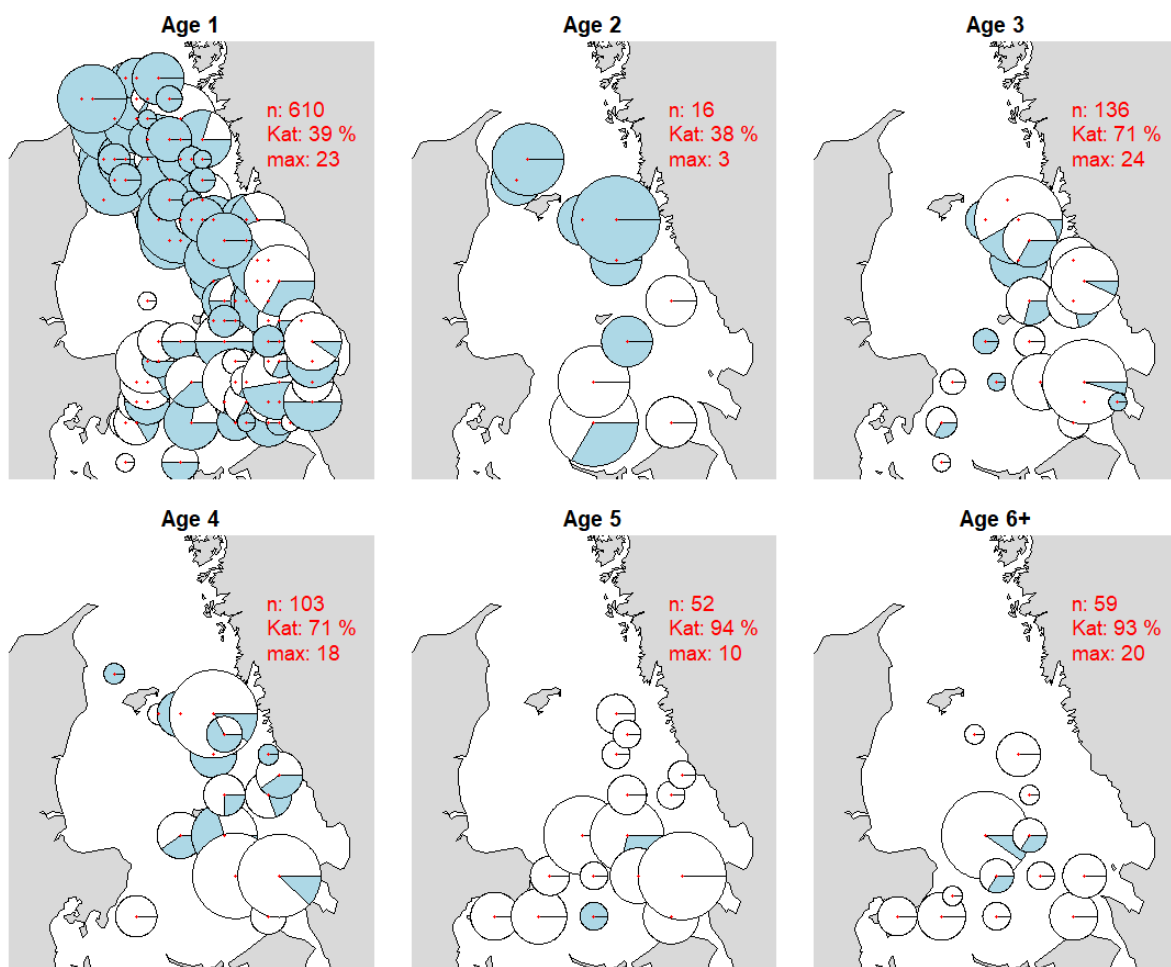 Age 1
n: 610
Kat: 39 %
max: 23
Age 2
n: 16
Kat: 38 %
max: 3
Age 3
n: 136
Kat: 71 %
max: 24
Age 4
n: 103
Kat: 71 %
max: 18
Age 5
n: 52
Kat: 94 %
max: 10
Age 6+
n: 59
Kat: 93 %
max: 20